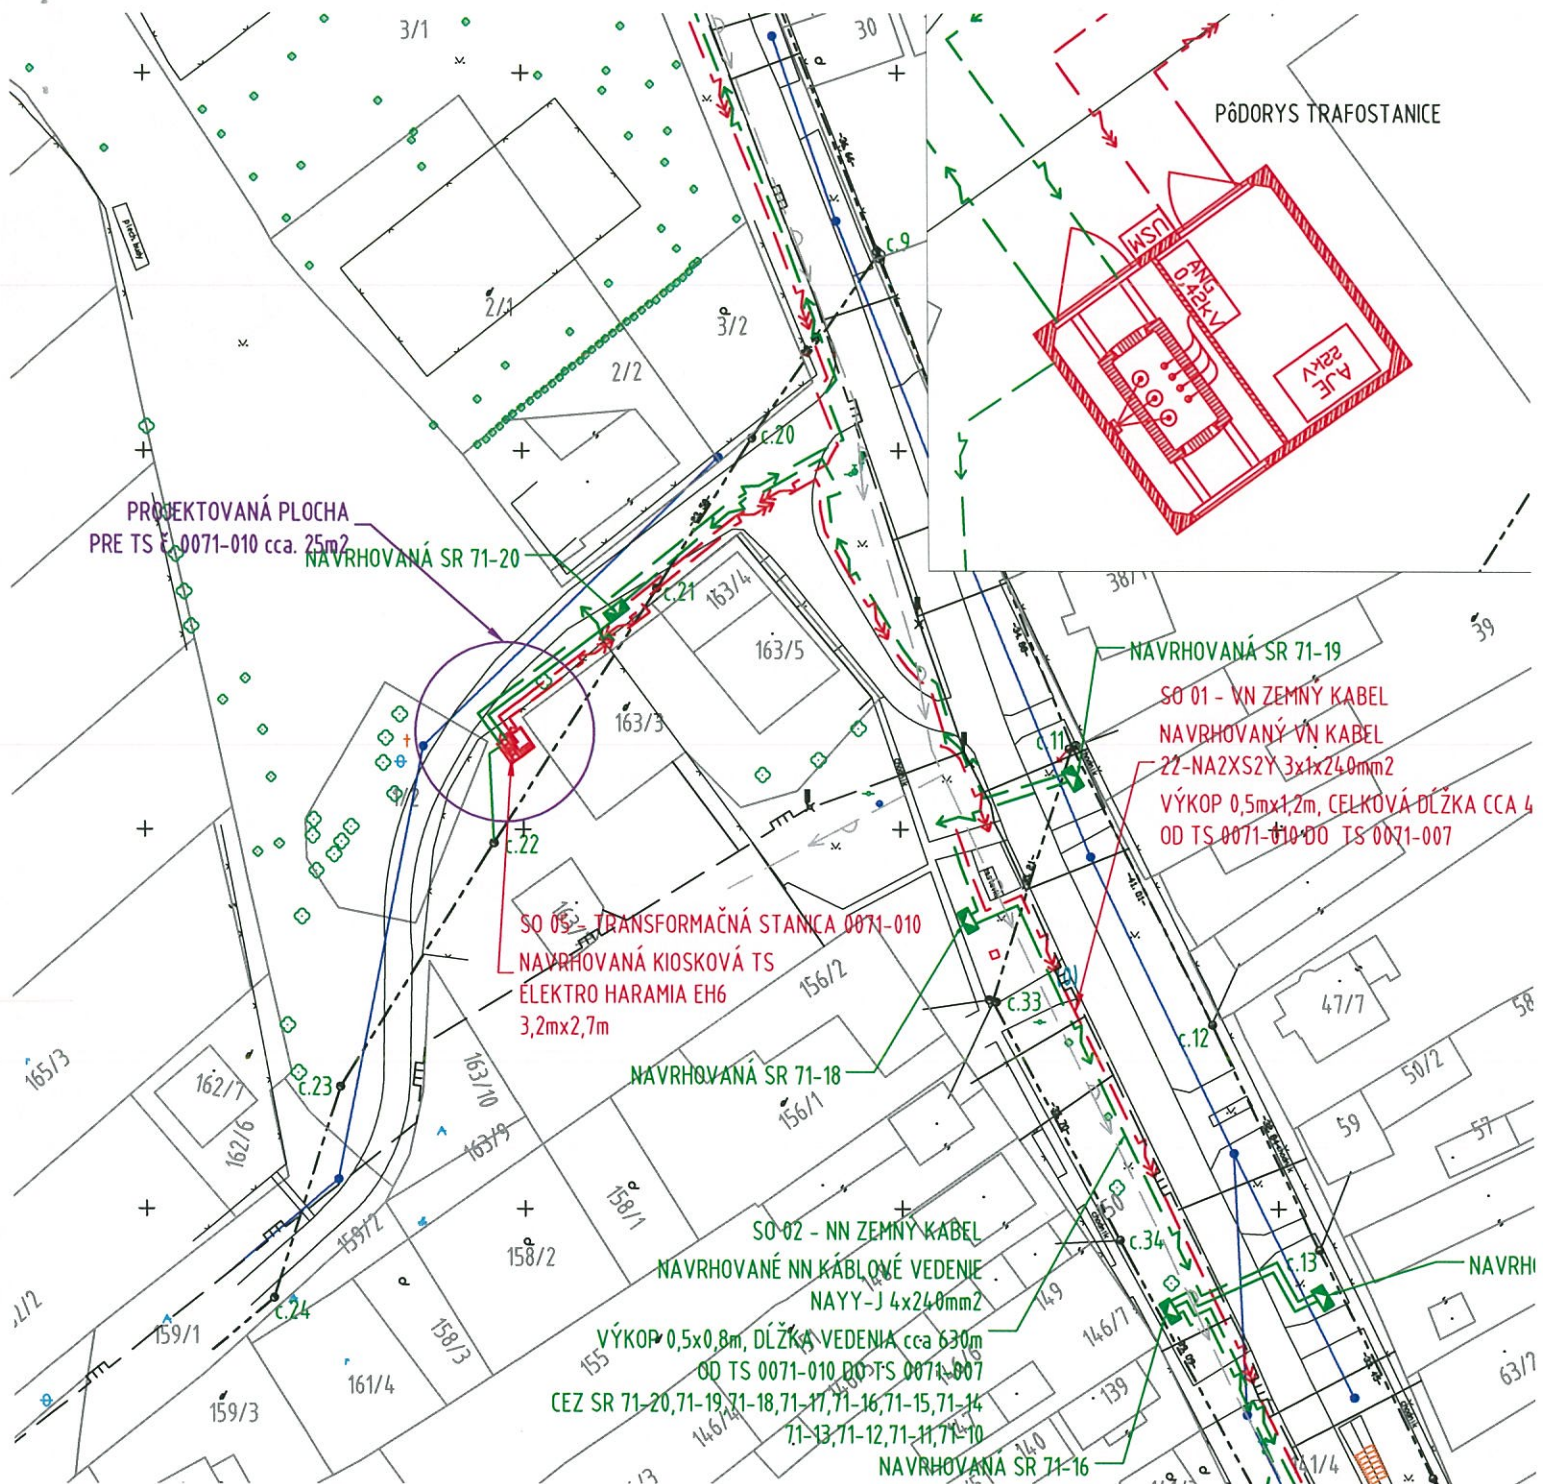 3/1
30
PôDORYS TRAFOSTANICE
USM
ANG
0,42kV
AJE
22kV
plech. budy
č.9
2/1
3/2
2/2
č.20
PROJEKTOVANÁ PLOCHA
PRE TS č. 0071-010 cca. 25m2
NAVRHOVANÁ SR 71-20
č.21
163/4
163/5
163/3
38/1
39
NAVRHOVANÁ SR 71-19
SO 01 - VN ZEMNÝ KABEL
NAVRHOVANÝ VN KABEL
22-NA2XS2Y 3x1x240mm2
VÝKOP 0,5mx1,2m, CELKOVÁ DĹŽKA CCA 4
OD TS 0071-010 DO TS 0071-007
č.11
č.22
SO 05 - TRANSFORMAČNÁ STANICA 0071-010
NAVRHOVANÁ KIOSKOVÁ TS
ELEKTRO HARAMIA EH6
3,2mx2,7m
156/2
č.33
č.12
47/7
58
50/2
59
57
165/3
162/7
162/6
č.23
163/10
163/9
NAVRHOVANÁ SR 71-18
156/1
158/1
158/2
159/2
č.24
159/1
159/3
161/4
158/3
155
SO 02 - NN ZEMNÝ KABEL
NAVRHOVANÉ NN KÁBLOVÉ VEDENIE
NAYY-J 4x240mm2
VÝKOP 0,5x0,8m, DĹŽKA VEDENIA cca 630m
OD TS 0071-010 DO TS 0071-007
CEZ SR 71-20,71-19,71-18,71-17,71-16,71-15,71-14
71-13,71-12,71-11,71-10
NAVRHOVANÁ SR 71-16
č.34
č.13
NAVRH
149
146/7
139
140
63/2